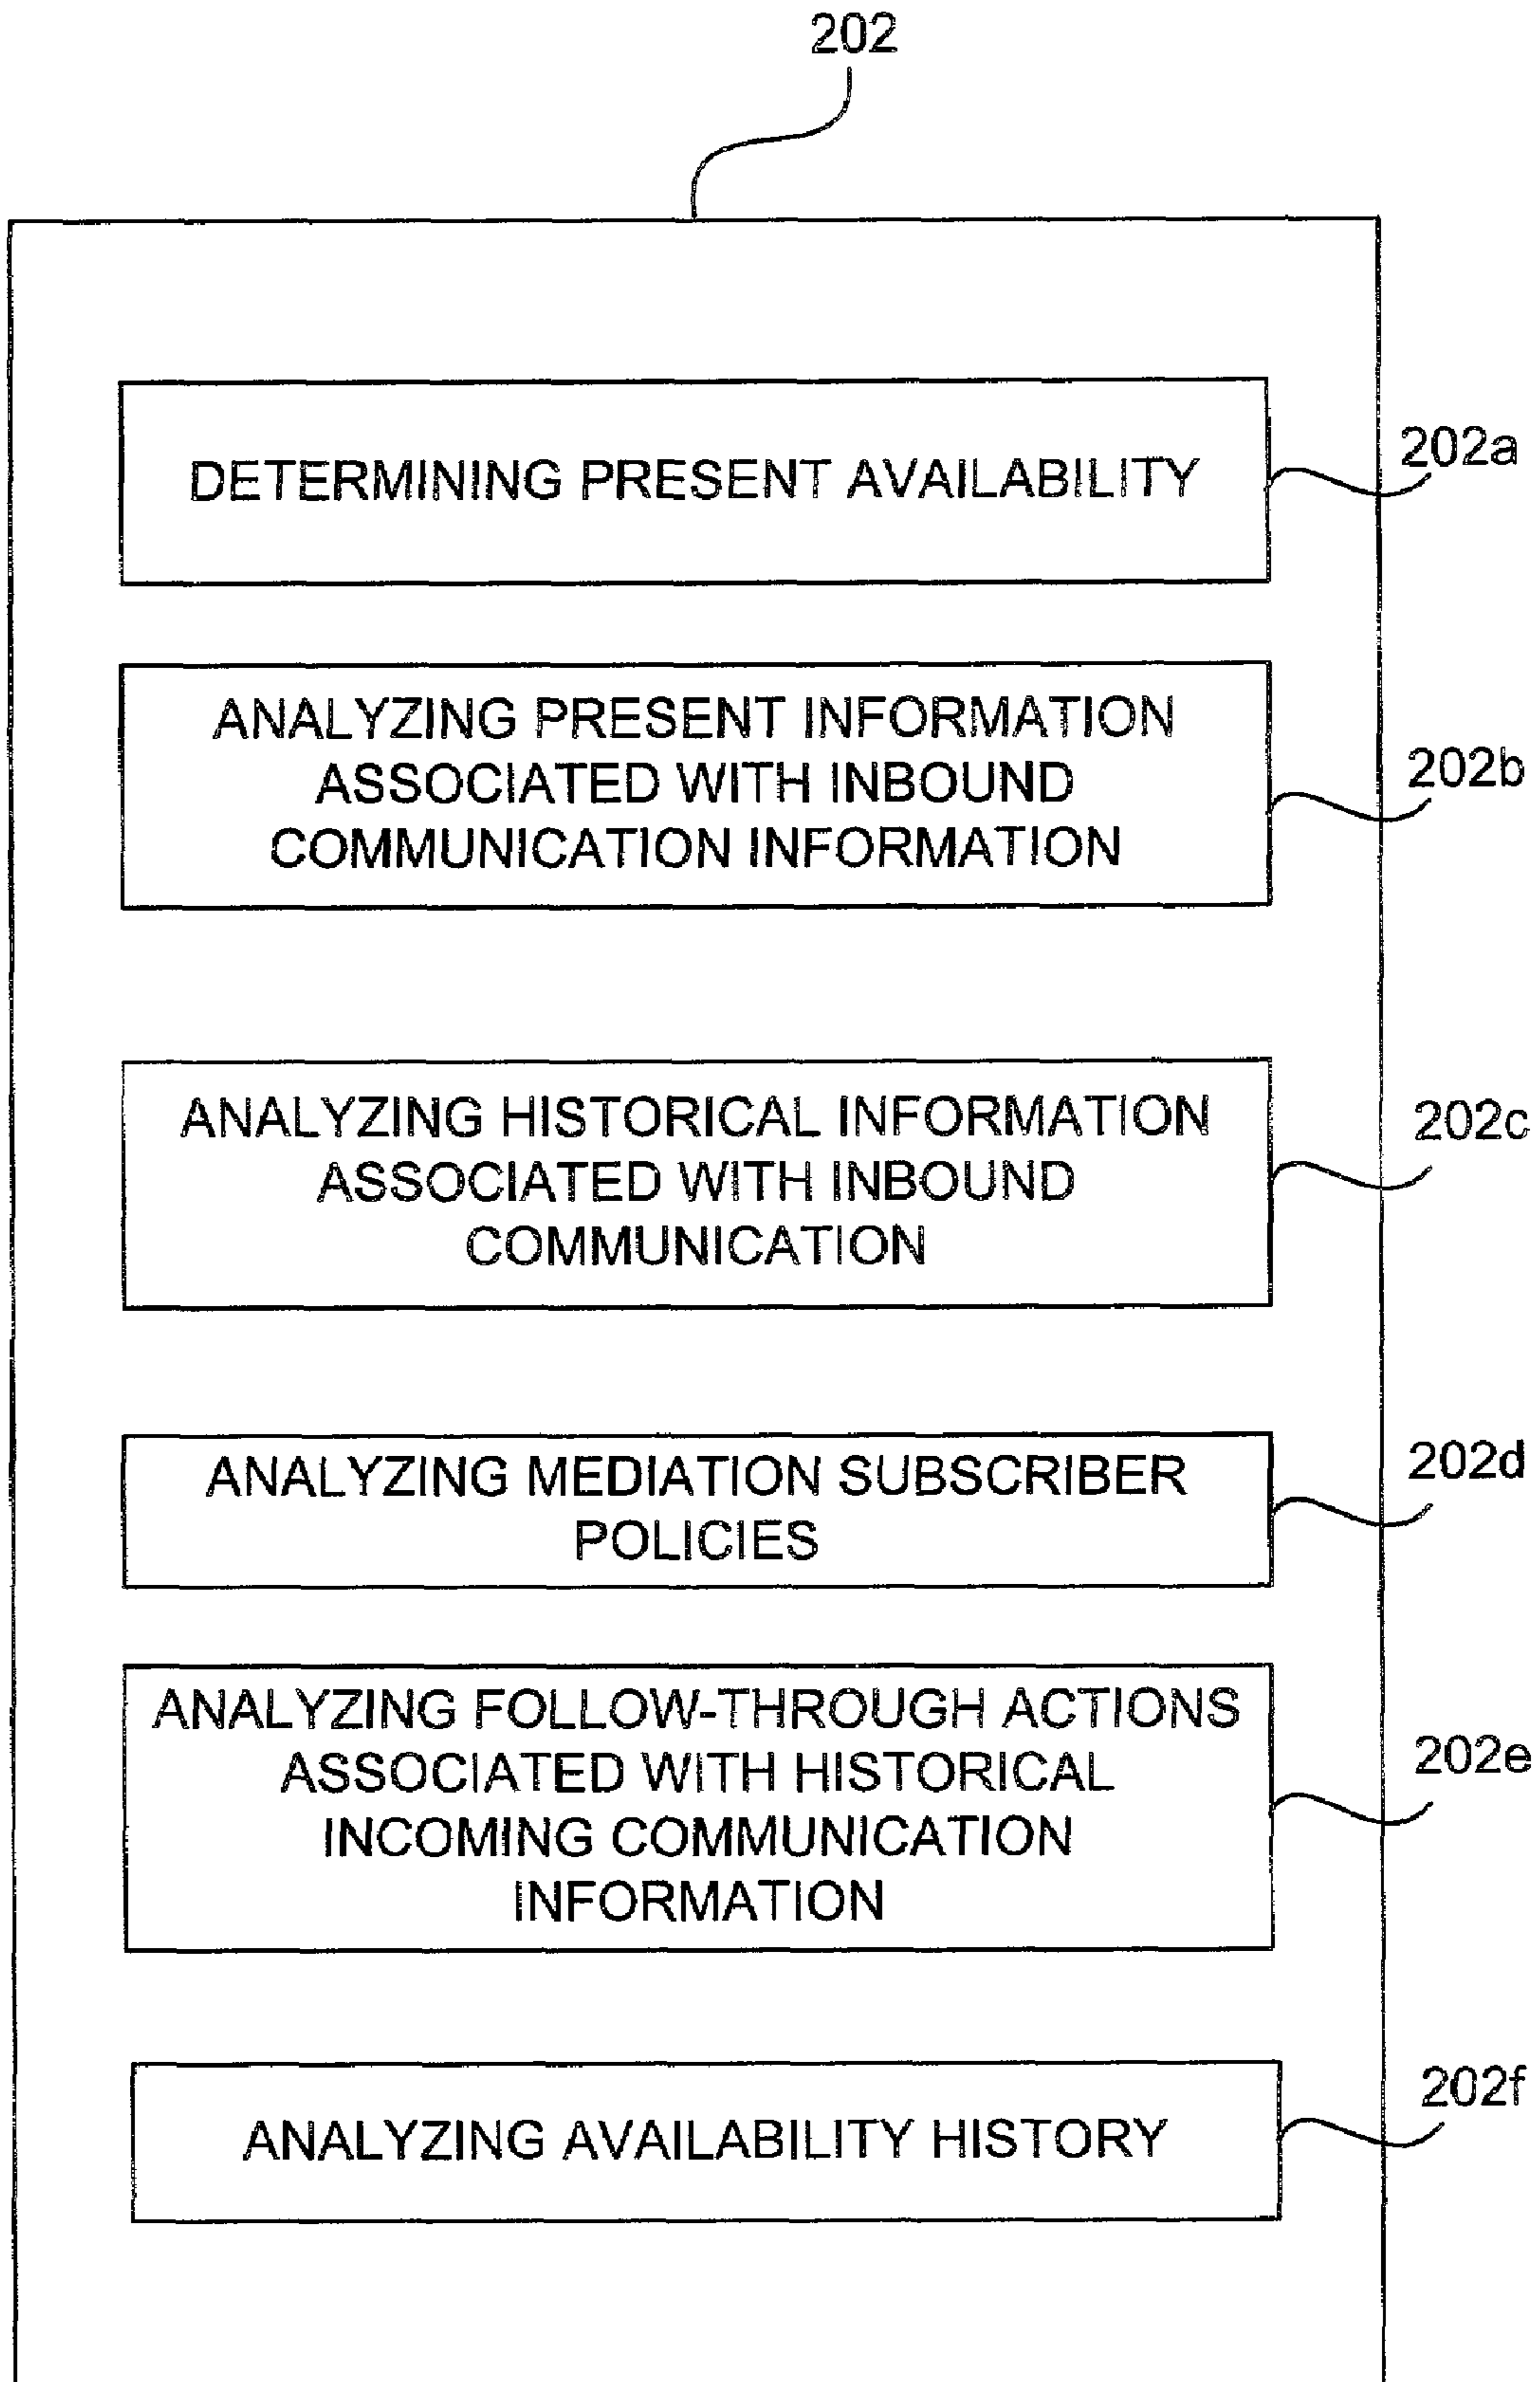 202
DETERMINING PRESENT AVAILABILITY
202a
ANALYZING PRESENT INFORMATION
ASSOCIATED WITH INBOUND
COMMUNICATION INFORMATION
202b
ANALYZING HISTORICAL INFORMATION
ASSOCIATED WITH INBOUND
COMMUNICATION
202c
ANALYZING MEDIATION SUBSCRIBER
POLICIES
202d
ANALYZING FOLLOW-THROUGH ACTIONS
ASSOCIATED WITH HISTORICAL
INCOMING COMMUNICATION
INFORMATION
202e
ANALYZING AVAILABILITY HISTORY
202f